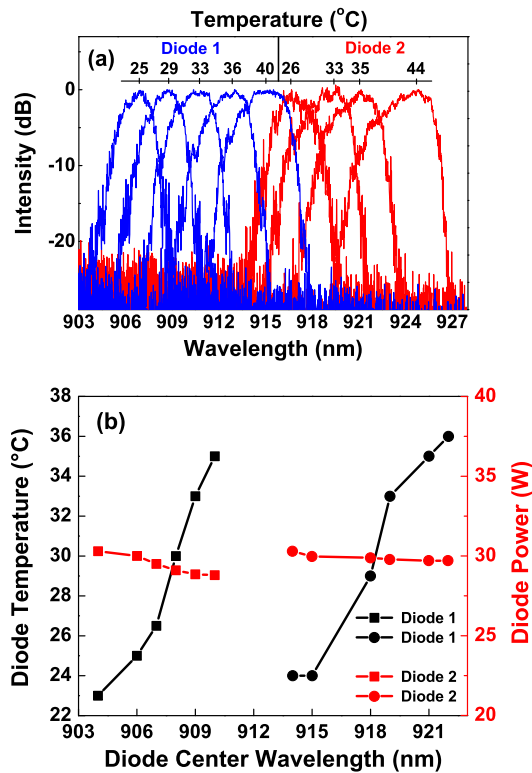 Temperature (°C)
(a)
Diode 1
Diode 2
25 29 33 36 40 26 33 35 44
Intensity (dB)
0
-10
-20
903 906 909 912 915 918 921 924 927
Wavelength (nm)
(b)
Diode Temperature (°C)
38
36
34
32
30
28
26
24
22
Diode Power (W)
40
35
30
25
20
Diode 1
Diode 1
Diode 2
Diode 2
903 906 909 912 915 918 921
Diode Center Wavelength (nm)